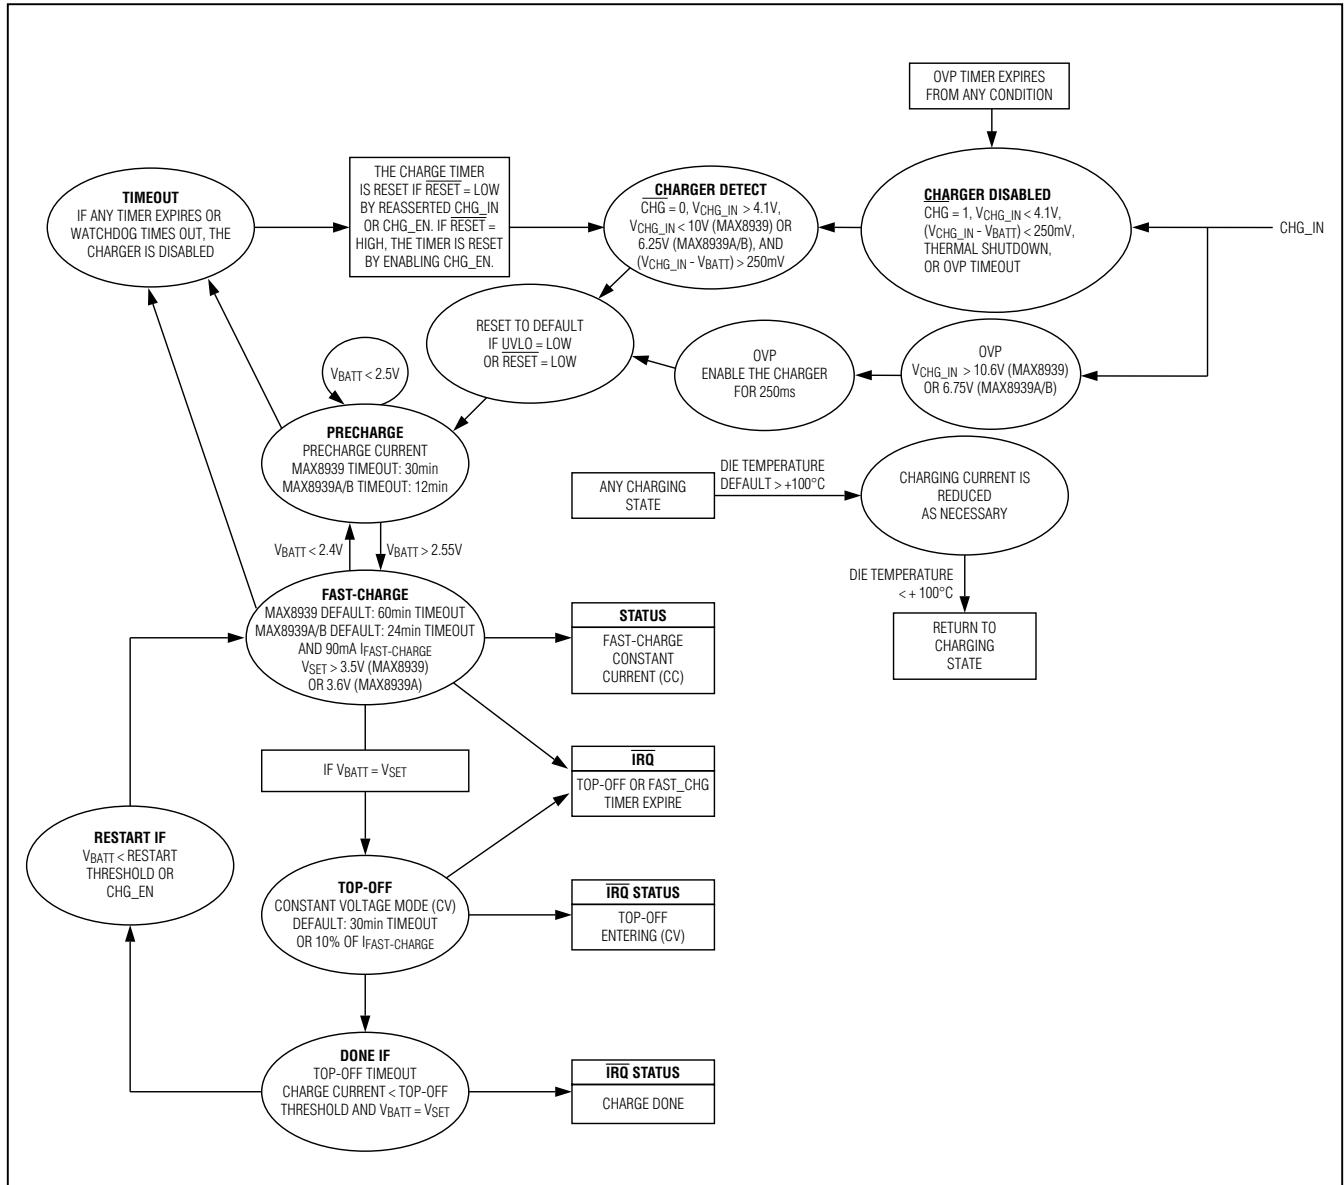 OVP TIMER EXPIRES
FROM ANY CONDITION
TIMEOUT
IF ANY TIMER EXPIRES OR
WATCHDOG TIMES OUT, THE
CHARGER IS DISABLED
THE CHARGE TIMER
IS RESET IF RESET = LOW
BY REASSERTED CHG_IN
OR CHG_EN. IF RESET =
HIGH, THE TIMER IS RESET
BY ENABLING CHG_EN.
CHARGER DETECT
CHG = 0, VCHG_IN > 4.1V,
VCHG_IN < 10V (MAX8939) OR
6.25V (MAX8939A/B), AND
(VCHG_IN - VBATT) > 250mV
CHARGER DISABLED
CHG = 1, VCHG_IN < 4.1V,
(VCHG_IN - VBATT) < 250mV,
THERMAL SHUTDOWN,
OR OVP TIMEOUT
CHG_IN
RESET TO DEFAULT
IF UVLO = LOW
OR RESET = LOW
OVP
ENABLE THE CHARGER
FOR 250ms
OVP
VCHG_IN > 10.6V (MAX8939)
OR 6.75V (MAX8939A/B)
VBATT < 2.5V
PRECHARGE
PRECHARGE CURRENT
MAX8939 TIMEOUT: 30min
MAX8939A/B TIMEOUT: 12min
ANY CHARGING
STATE
DIE TEMPERATURE
DEFAULT > +100°C
CHARGING CURRENT IS
REDUCED
AS NECESSARY
VBATT < 2.4V
VBATT > 2.55V
DIE TEMPERATURE
< + 100°C
RETURN TO
CHARGING
STATE
FAST-CHARGE
MAX8939 DEFAULT: 60min TIMEOUT
MAX8939A/B DEFAULT: 24min TIMEOUT
AND 90mA IFAST-CHARGE
VSET > 3.5V (MAX8939)
OR 3.6V (MAX8939A)
STATUS
FAST-CHARGE
CONSTANT
CURRENT (CC)
IF VBATT = VSET
IRQ
TOP-OFF OR FAST_CHG
TIMER EXPIRE
RESTART IF
VBATT < RESTART
THRESHOLD OR
CHG_EN
TOP-OFF
CONSTANT VOLTAGE MODE (CV)
DEFAULT: 30min TIMEOUT
OR 10% OF IFAST-CHARGE
IRQ STATUS
TOP-OFF
ENTERING (CV)
DONE IF
TOP-OFF TIMEOUT
CHARGE CURRENT < TOP-OFF
THRESHOLD AND VBATT = VSET
IRQ STATUS
CHARGE DONE